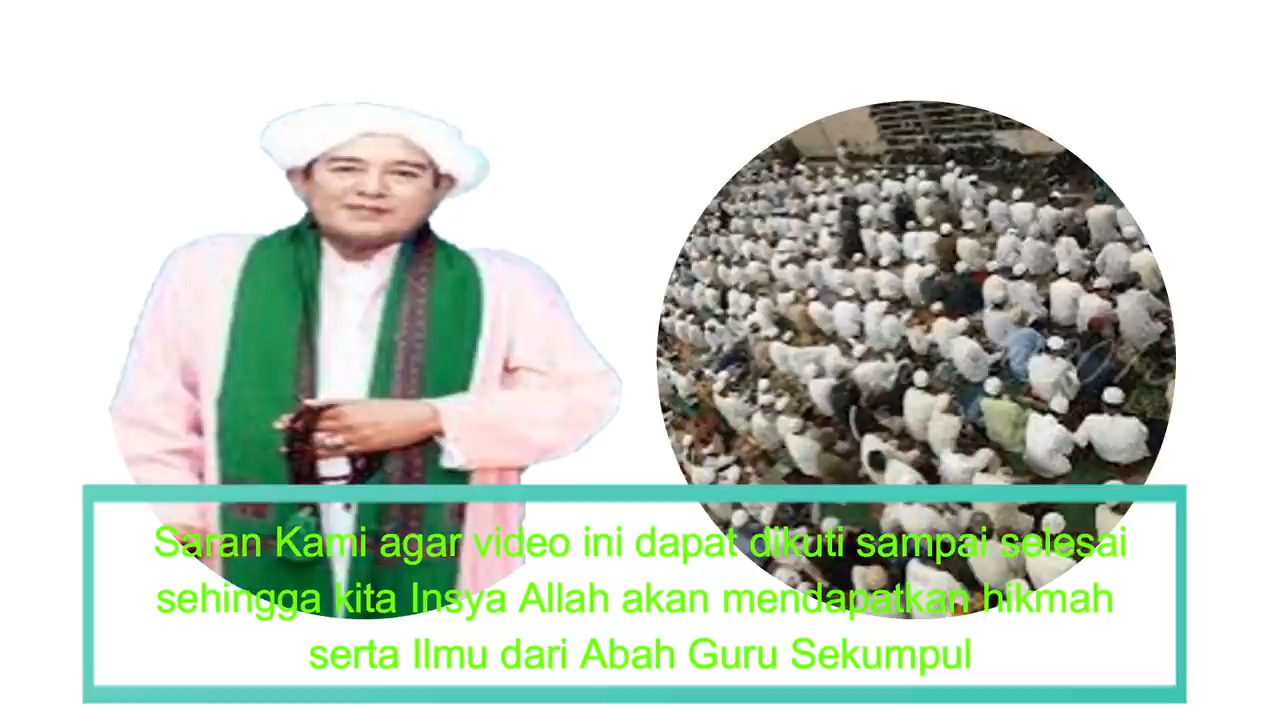 Saran Kami agar video ini dapat dikuti sampai selesai
sehingga kita Insya Allah akan mendapatkan hikmah
serta Ilmu dari Abah Guru Sekumpul